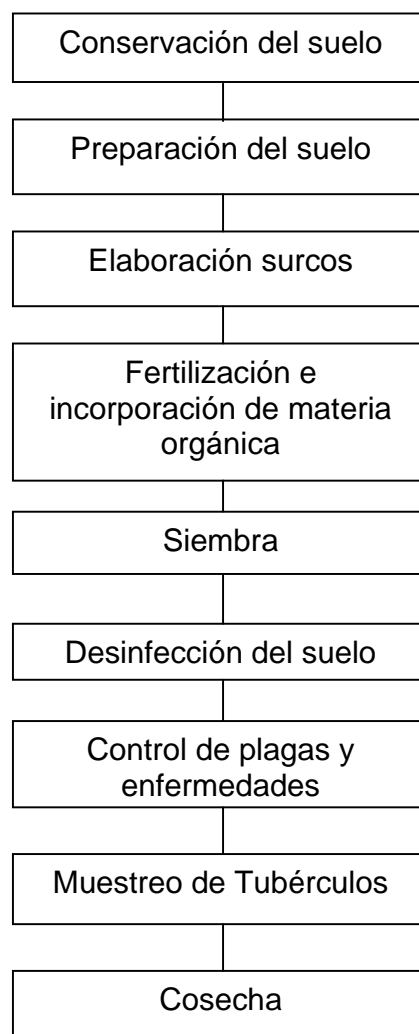 Conservación del suelo
Preparación del suelo
Elaboración surcos
Fertilización e
incorporación de materia
orgánica
Siembra
Desinfección del suelo
Control de plagas y
enfermedades
Muestreo de Tubérculos
Cosecha